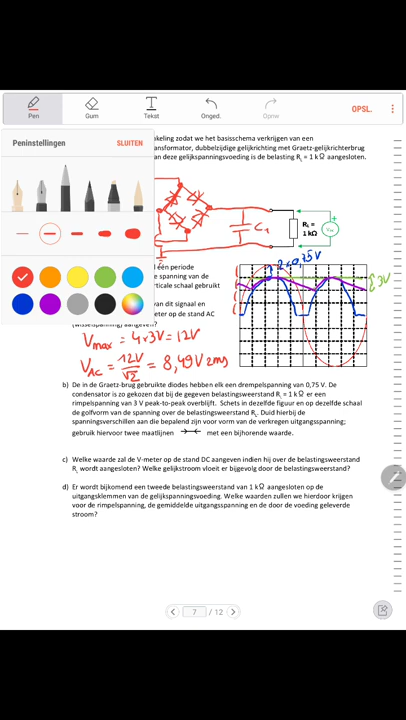 Pen
Gum
Tekst
Onged.
Opnw
OPSL.
Peninstellingen
SLUITEN
keling zodat we het basisschema verkrijgen van een
ansformator, dubbelzijdige gelijkrichting met Graetz-gelijkrichterbrug
an deze gelijkspanningsvoeding is de belasting RL = 1 kΩ aangesloten.
C1
RL =
1 kΩ
één periode
spanning van de
rticale schaal gebruikt
2×0,75V
3V
van dit signaal en
meter op de stand AC
(wisselspanning) aangeven?
Vmax = 4×3V = 12V
VAC = 12V/√2 = 8,49V rms
b) De in de Graetz-brug gebruikte diodes hebben elk een drempelspanning van 0,75 V. De
condensator is zo gekozen dat bij de gegeven belastingsweerstand RL = 1 kΩ er een
rimpelspanning van 3 V peak-to-peak overblijft. Schets in dezelfde figuur en op dezelfde schaal
de golfvorm van de spanning over de belastingsweerstand RL. Duid hierbij de
spanningsverschillen aan die bepalend zijn voor vorm van de verkregen uitgangsspanning;
gebruik hiervoor twee maatlijnen met een bijhorende waarde.
c) Welke waarde zal de V-meter op de stand DC aangeven indien hij over de belastingsweerstand
RL wordt aangesloten? Welke gelijkstroom vloeit er bijgevolg door de belastingsweerstand?
d) Er wordt bijkomend een tweede belastingsweerstand van 1 kΩ aangesloten op de
uitgangsklemmen van de gelijkspanningsvoeding. Welke waarden zullen we hierdoor krijgen
voor de rimpelspanning, de gemiddelde uitgangsspanning en de door de voeding geleverde
stroom?
7 / 12